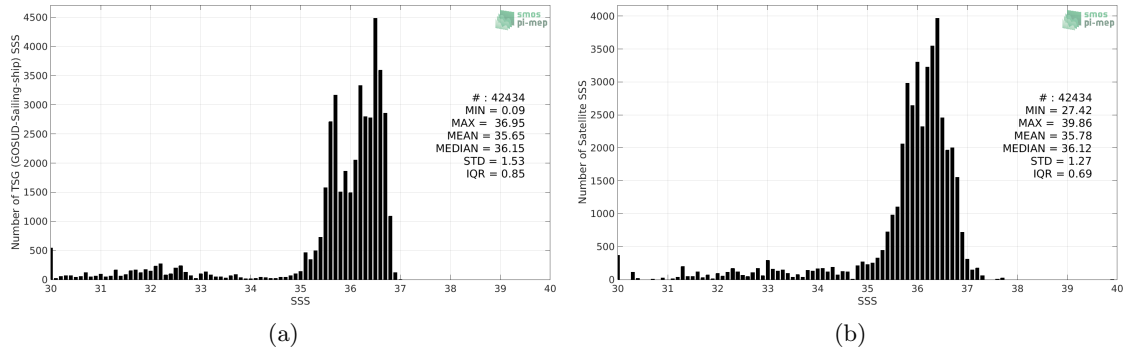 smos
pi-mep
Number of TSG (GOSUD-Sailing-ship) SSS
4500
4000
3500
3000
2500
2000
1500
1000
500
0
# : 42434
MIN = 0.09
MAX = 36.95
MEAN = 35.65
MEDIAN = 36.15
STD = 1.53
IQR = 0.85
30 31 32 33 34 35 36 37 38 39 40
SSS
(a)
smos
pi-mep
Number of Satellite SSS
4000
3500
3000
2500
2000
1500
1000
500
0
# : 42434
MIN = 27.42
MAX = 39.86
MEAN = 35.78
MEDIAN = 36.12
STD = 1.27
IQR = 0.69
30 31 32 33 34 35 36 37 38 39 40
SSS
(b)